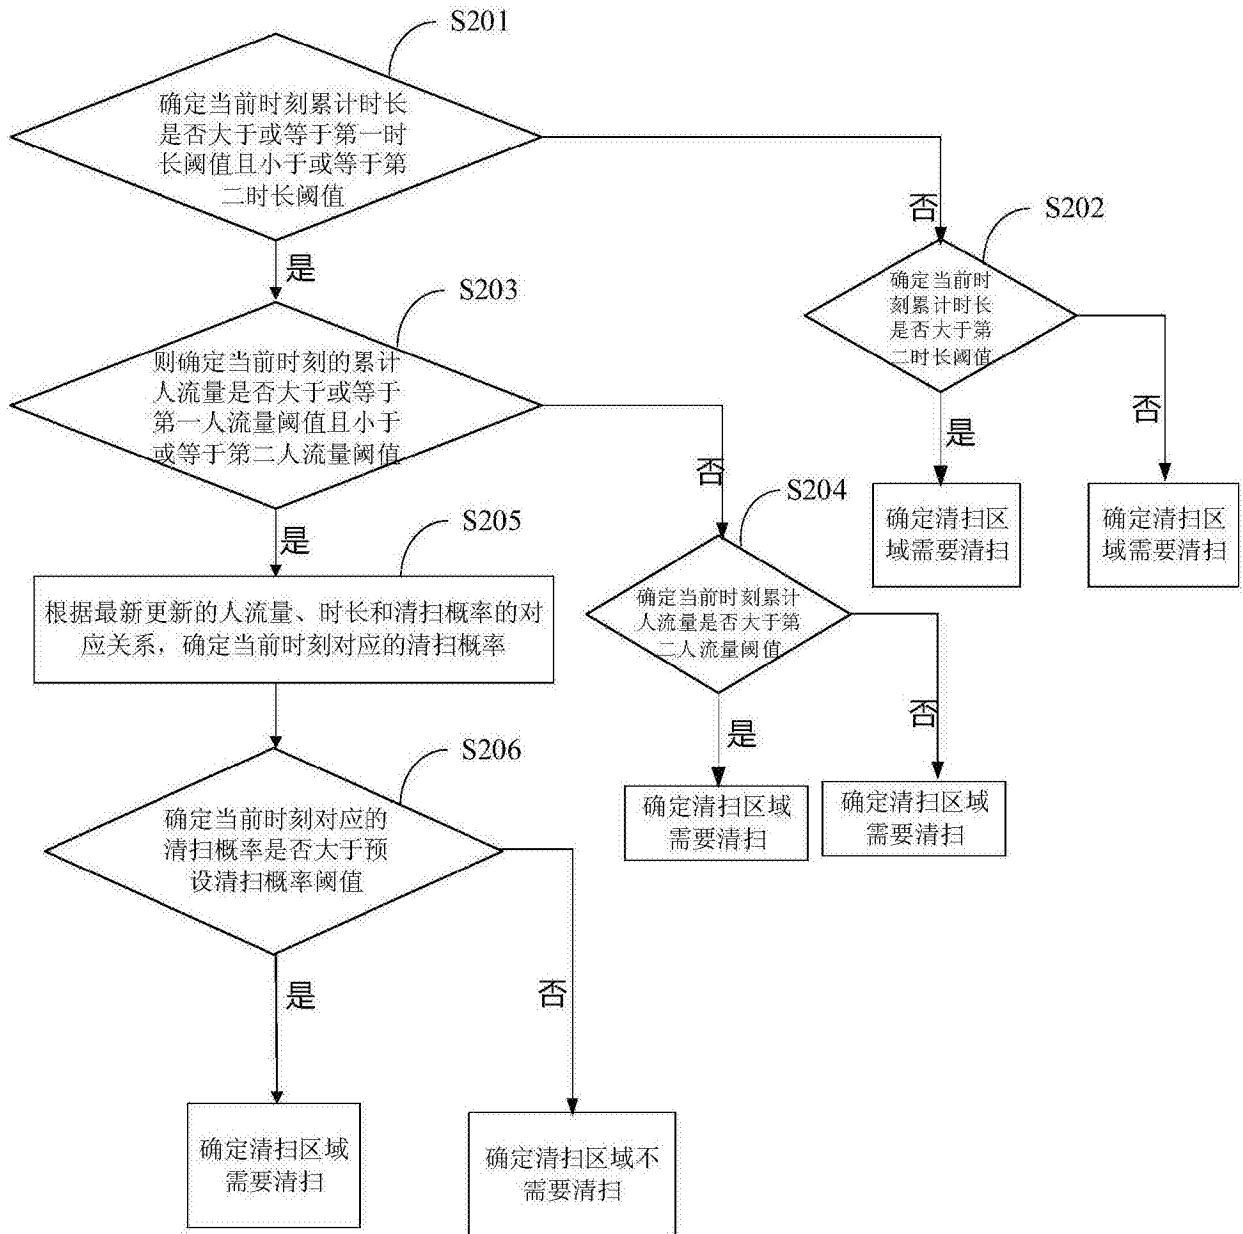 S201
确定当前时刻累计时长
是否大于或等于第一时
长阈值且小于或等于第
二时长阈值
否
S202
是
确定当前时
刻累计时长
是否大于第
二时长阈值
S203
则确定当前时刻的累计
人流量是否大于或等于
第一人流量阈值且小于
或等于第二人流量阈值
否
是
否
S204
确定清扫区
域需要清扫
确定清扫区
域需要清扫
是
S205
根据最新更新的人流量、时长和清扫概率的对
应关系，确定当前时刻对应的清扫概率
确定当前时刻累计
人流量是否大于第
二人流量阈值
是
否
确定清扫区域
需要清扫
确定清扫区域
需要清扫
S206
确定当前时刻对应的
清扫概率是否大于预
设清扫概率阈值
是
否
确定清扫区域
需要清扫
确定清扫区域不
需要清扫